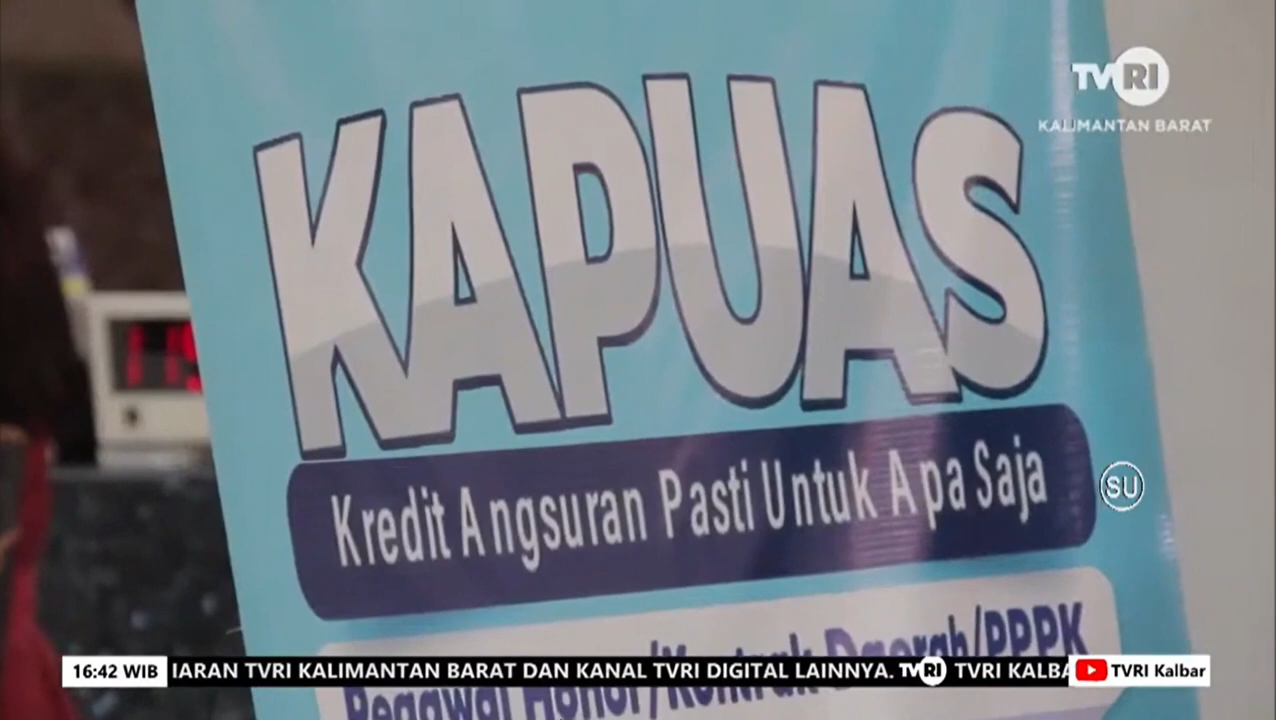 TVRI
KALIMANTAN BARAT
KAPUAS
Kredit Angsuran Pasti Untuk Apa Saja
SU
Pegawai Honor/Kontrak Daerah/PPPK
16:42 WIB
IARAN TVRI KALIMANTAN BARAT DAN KANAL TVRI DIGITAL LAINNYA. TVRI TVRI KALBA
TVRI Kalbar